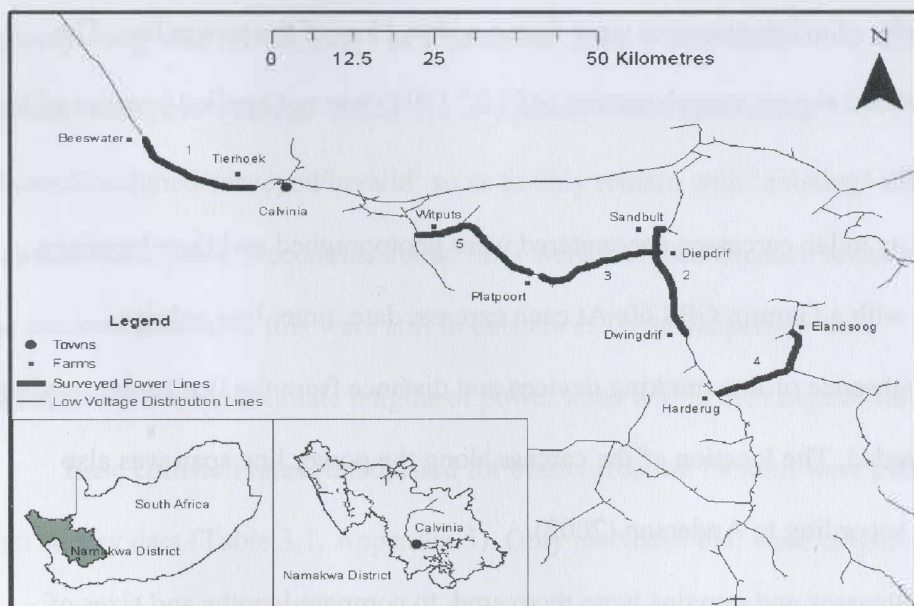 N
0 12.5 25 50 Kilometres
Beeswater
1
Tierhoek
Calvinia
Witputs
5
Platpoort
3
Sandbult
Diepdrif
2
Dwingdrif
Elandsoog
4
Harderug
Legend
Towns
Farms
Surveyed Power Lines
Low Voltage Distribution Lines
South Africa
Namakwa District
Calvinia
Namakwa District